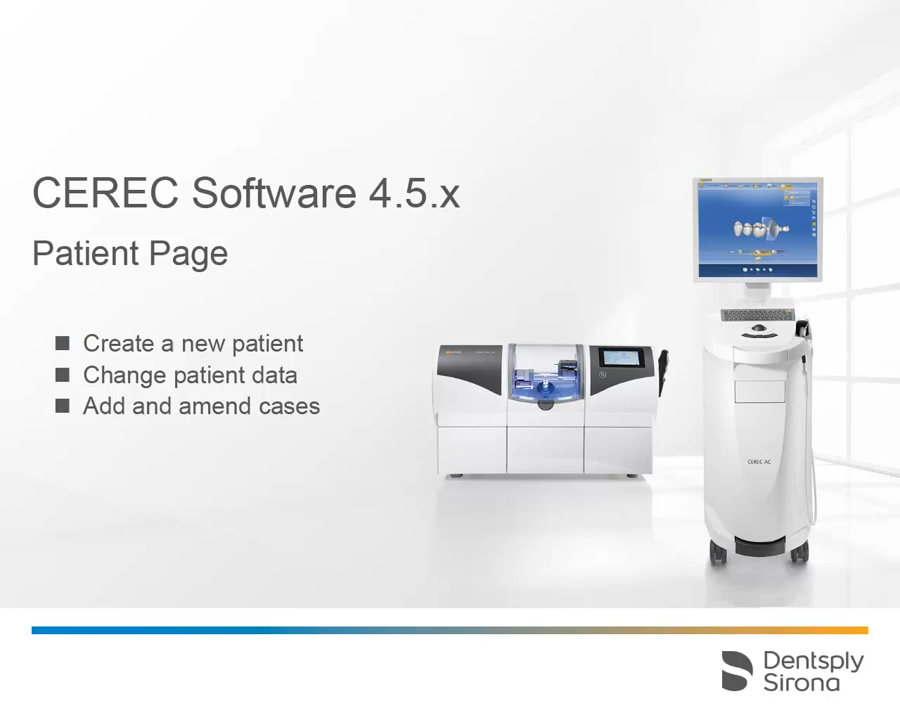 CEREC Software 4.5.x
Patient Page
Create a new patient
Change patient data
Add and amend cases
CEREC AC
Dentsply
Sirona